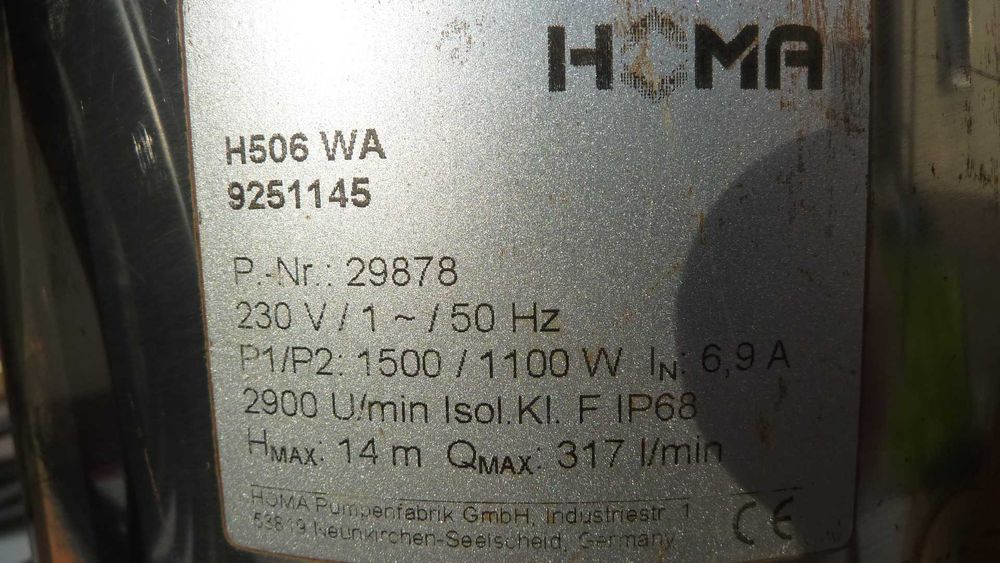 HOMA
H506 WA
9251145
P.-Nr.: 29878
230 V / 1 ~ / 50 Hz
P1/P2: 1500 / 1100 W IN: 6,9 A
2900 U/min Isol.Kl. F IP68
HMAX: 14 m QMAX: 317 l/min
HOMA Pumpenfabrik GmbH, Industriestr. 1
53819 Neunkirchen-Seelscheid, Germany
CE